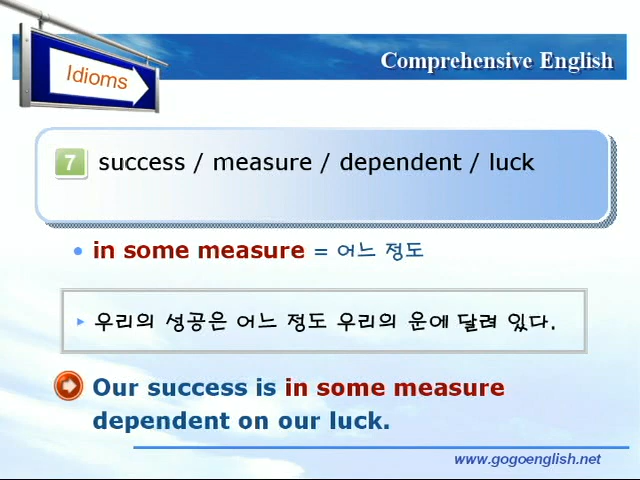 Idioms
Comprehensive English
7 success / measure / dependent / luck
• in some measure = 어느 정도
▸ 우리의 성공은 어느 정도 우리의 운에 달려 있다.
Our success is in some measure
dependent on our luck.
www.gogoenglish.net